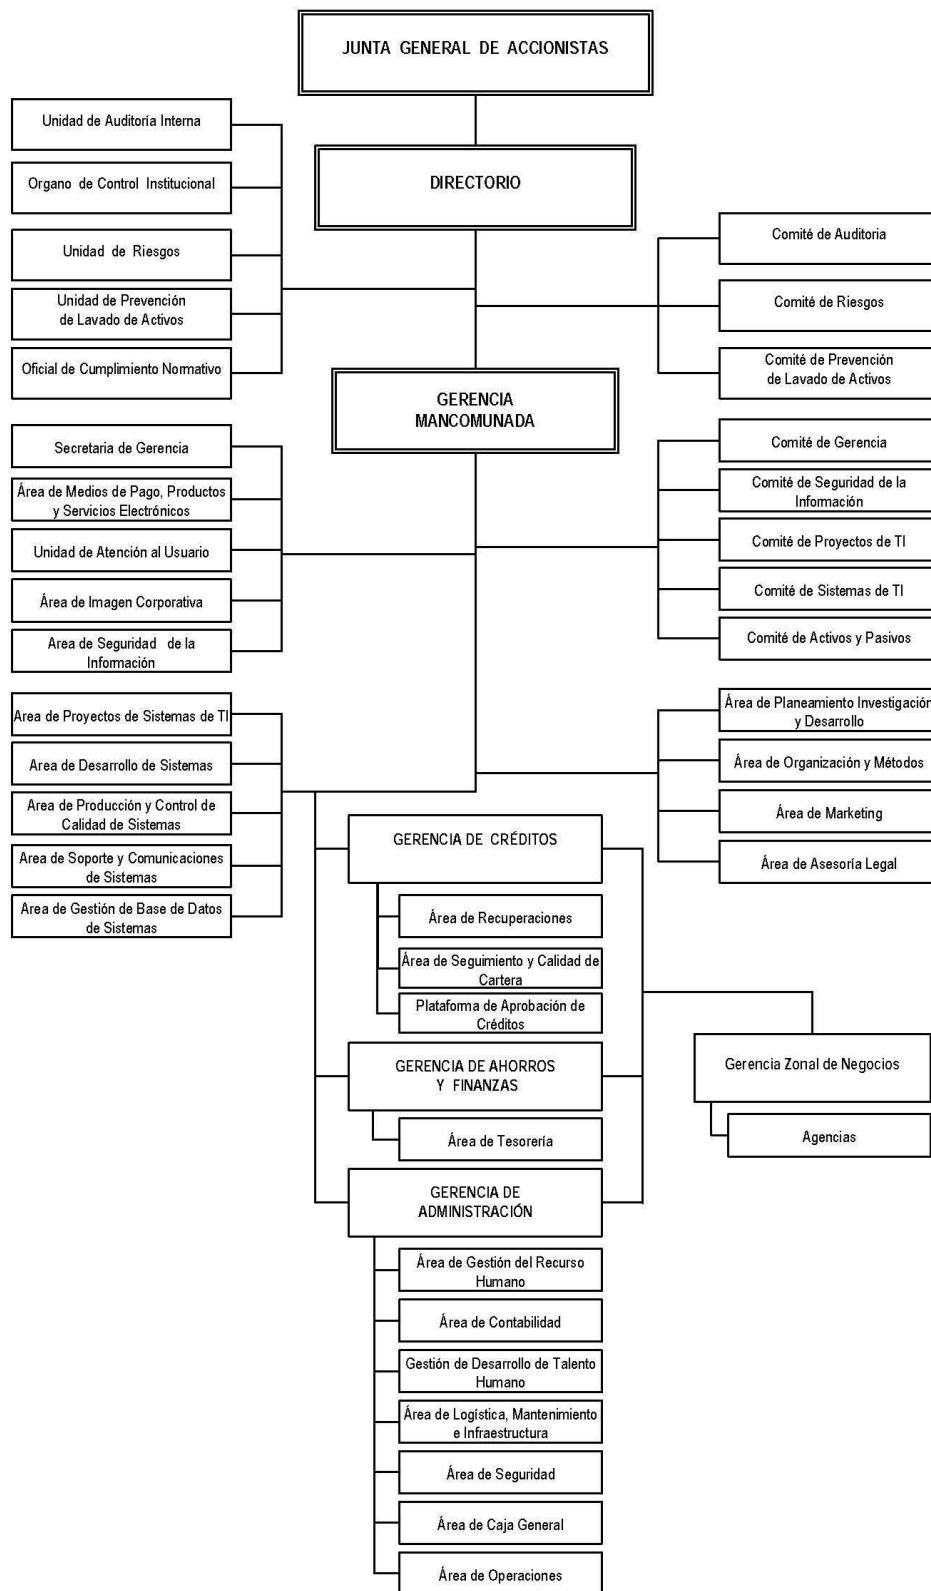 JUNTA GENERAL DE ACCIONISTAS
Unidad de Auditoría Interna
Organo de Control Institucional
Unidad de Riesgos
Unidad de Prevención
de Lavado de Activos
Oficial de Cumplimiento Normativo
DIRECTORIO
Comité de Auditoria
Comité de Riesgos
Comité de Prevención
de Lavado de Activos
GERENCIA
MANCOMUNADA
Secretaria de Gerencia
Área de Medios de Pago, Productos
y Servicios Electrónicos
Unidad de Atención al Usuario
Área de Imagen Corporativa
Area de Seguridad de la
Información
Comité de Gerencia
Comité de Seguridad de la
Información
Comité de Proyectos de TI
Comité de Sistemas de TI
Comité de Activos y Pasivos
Area de Proyectos de Sistemas de TI
Area de Desarrollo de Sistemas
Area de Producción y Control de
Calidad de Sistemas
Area de Soporte y Comunicaciones
de Sistemas
Area de Gestión de Base de Datos
de Sistemas
Área de Planeamiento Investigación
y Desarrollo
Área de Organización y Métodos
Área de Marketing
Área de Asesoría Legal
GERENCIA DE CRÉDITOS
Área de Recuperaciones
Área de Seguimiento y Calidad de
Cartera
Plataforma de Aprobación de
Créditos
GERENCIA DE AHORROS
Y FINANZAS
Área de Tesorería
GERENCIA DE
ADMINISTRACIÓN
Área de Gestión del Recurso
Humano
Área de Contabilidad
Gestión de Desarrollo de Talento
Humano
Área de Logística, Mantenimiento
e Infraestructura
Área de Seguridad
Área de Caja General
Área de Operaciones
Gerencia Zonal de Negocios
Agencias